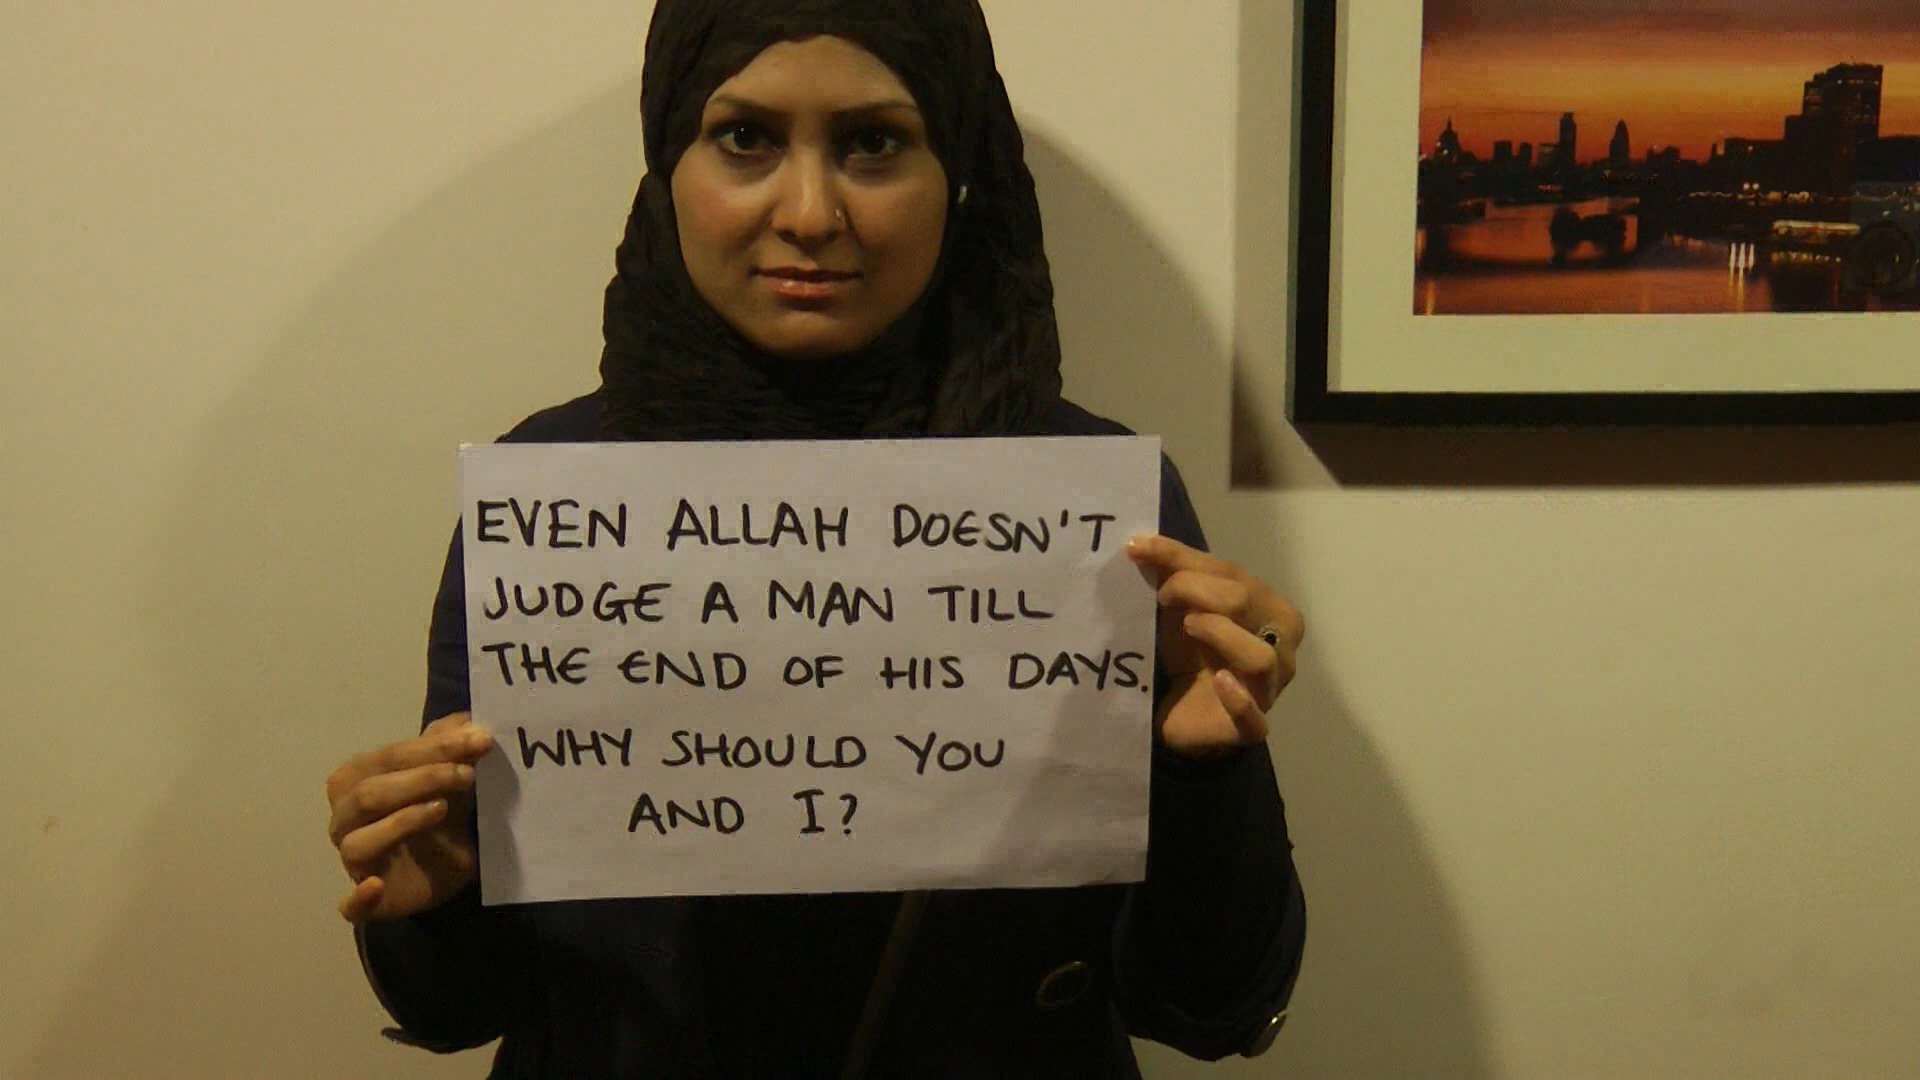 EVEN ALLAH DOESN'T
JUDGE A MAN TILL
THE END OF HIS DAYS.
WHY SHOULD YOU
AND I?